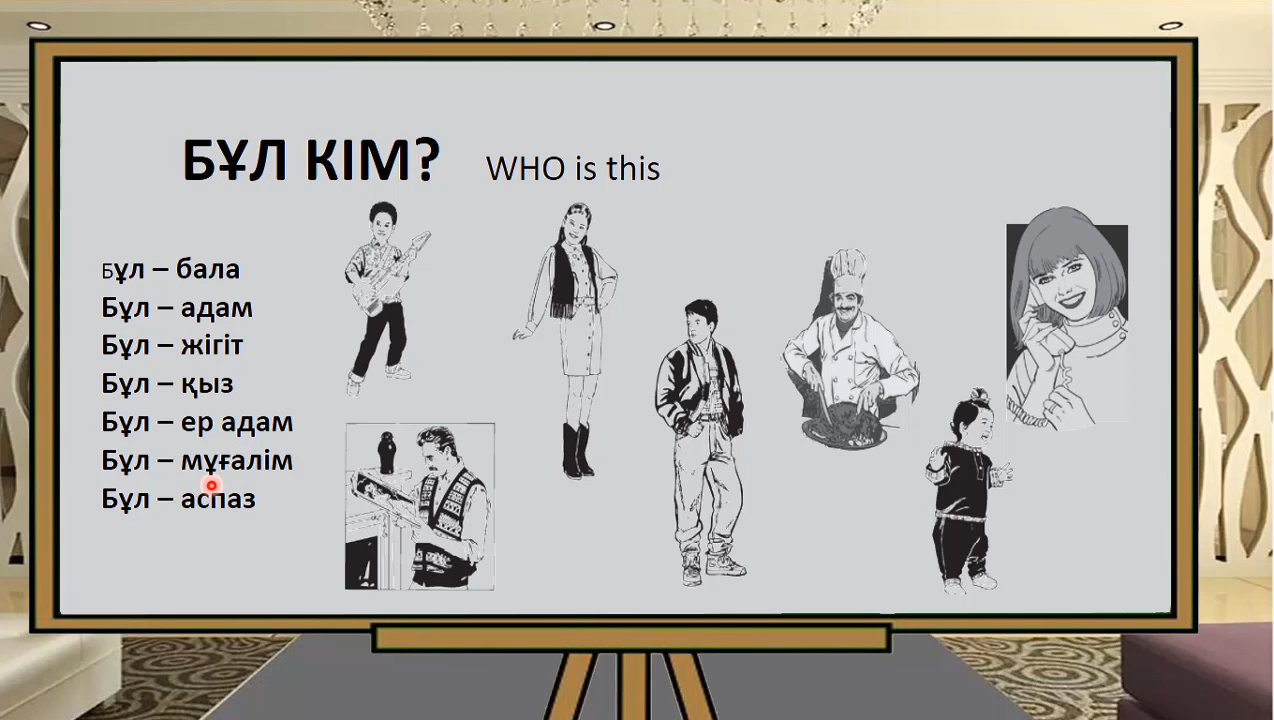 БҰЛ КІМ? WHO is this
Бұл – бала
Бұл – адам
Бұл – жігіт
Бұл – қыз
Бұл – ер адам
Бұл – мұғалім
Бұл – аспаз